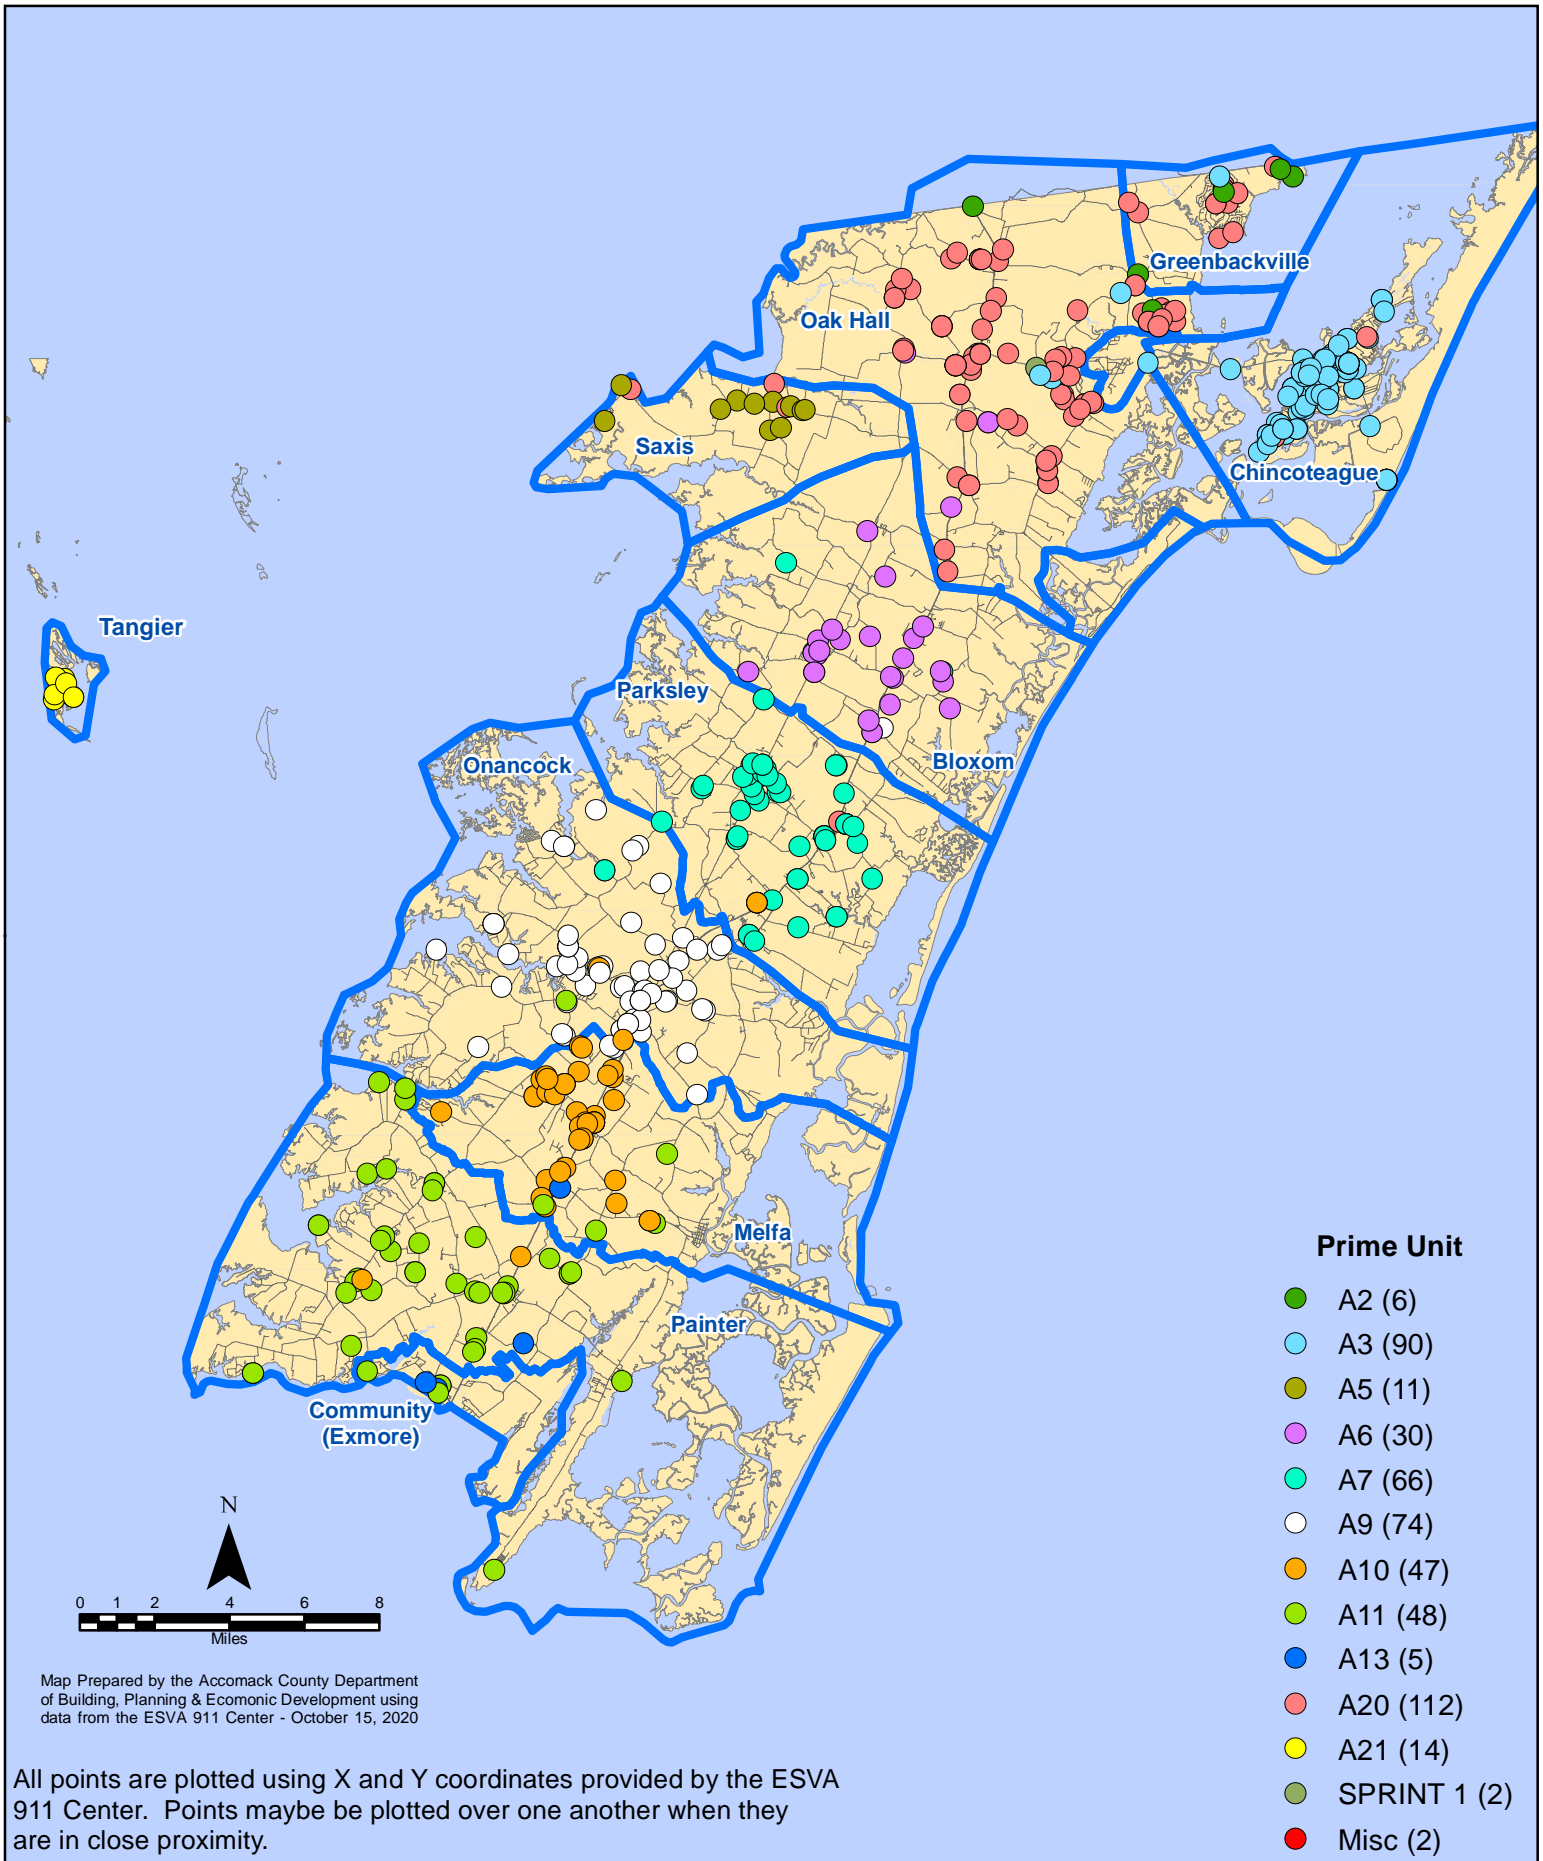 Greenbackville
Oak Hall
Saxis
Chincoteague
Tangier
Parksley
Bloxom
Onancock
Melfa
Painter
Community
(Exmore)
Prime Unit
A2 (6)
A3 (90)
A5 (11)
A6 (30)
A7 (66)
A9 (74)
A10 (47)
A11 (48)
A13 (5)
A20 (112)
A21 (14)
SPRINT 1 (2)
Misc (2)
N
0 1 2 4 6 8
Miles
Map Prepared by the Accomack County Department
of Building, Planning & Ecomonic Development using
data from the ESVA 911 Center - October 15, 2020
All points are plotted using X and Y coordinates provided by the ESVA
911 Center. Points maybe be plotted over one another when they
are in close proximity.